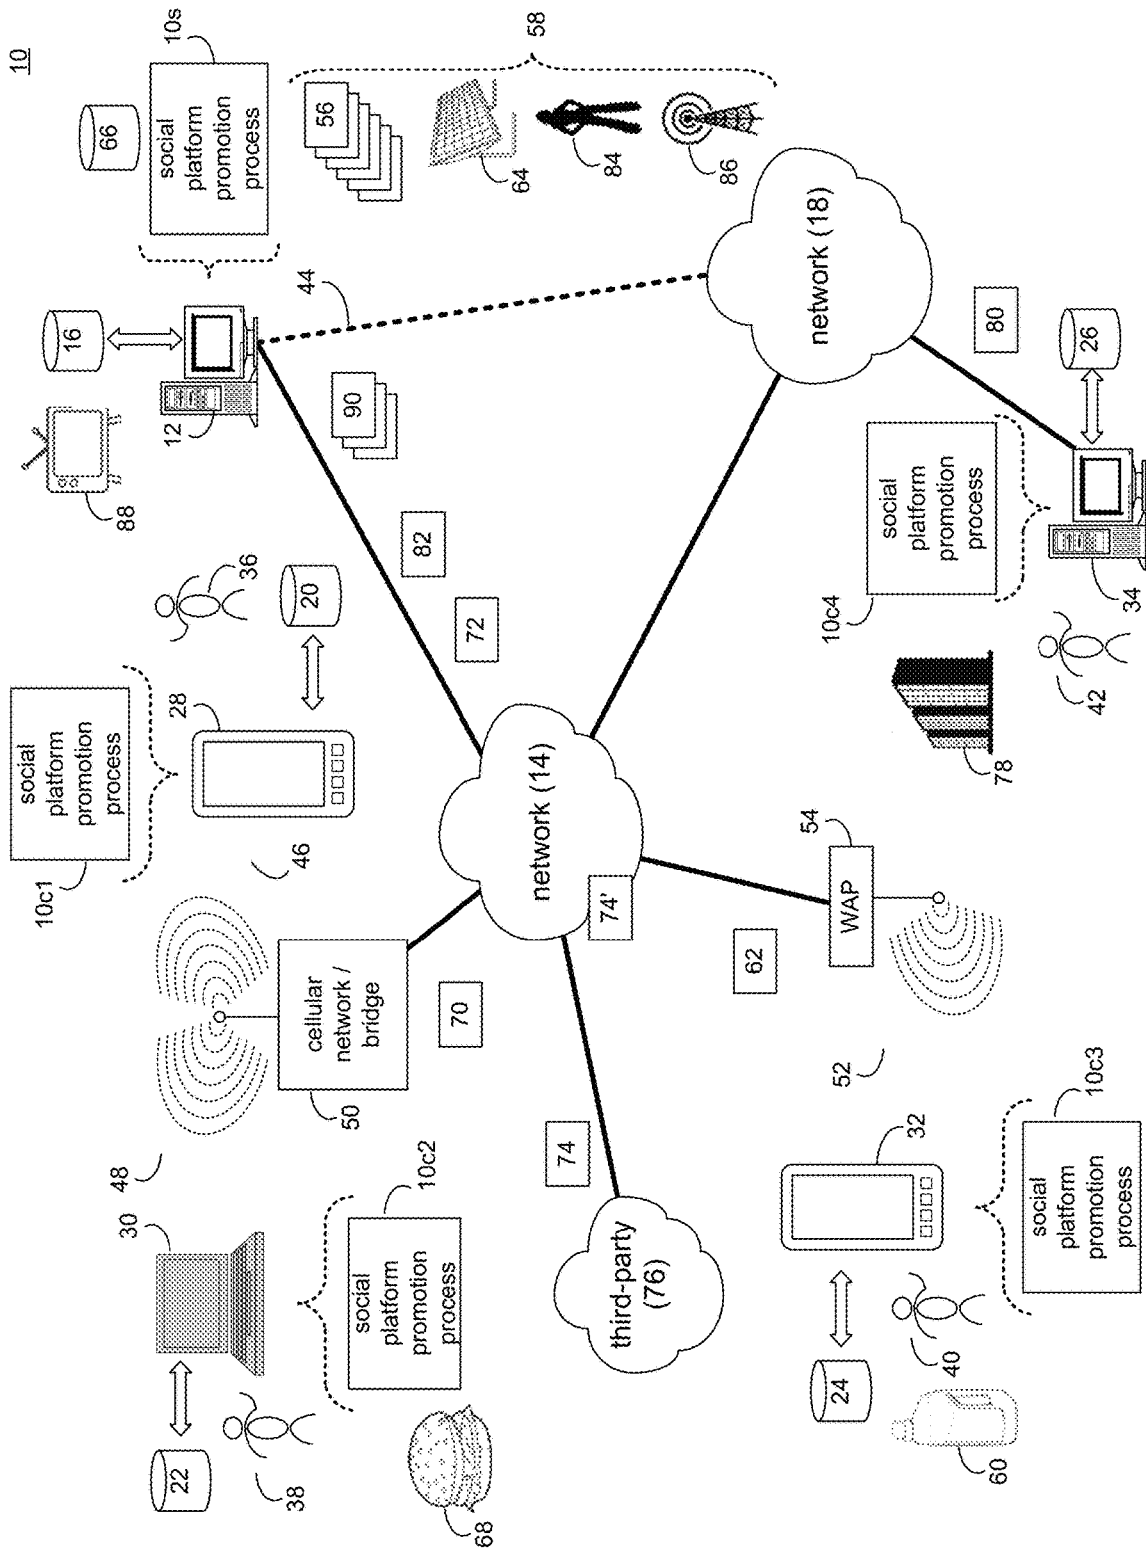 10
66
10s
social
platform
promotion
process
56
64
84
86
58
16
12
88
44
90
82
72
network (18)
80
26
34
42
78
social
platform
promotion
process
10c4
36
20
28
social
platform
promotion
process
10c1
46
cellular
network /
bridge
50
70
network (14)
74'
62
54
WAP
52
48
30
22
38
68
social
platform
promotion
process
10c2
74
third-party
(76)
32
24
40
60
social
platform
promotion
process
10c3